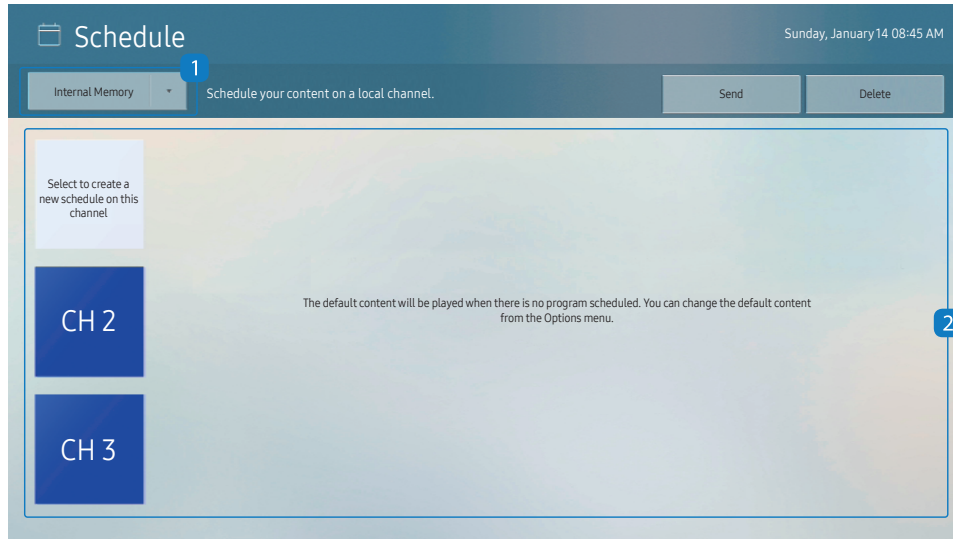 Schedule
Sunday, January 14 08:45 AM
1
Internal Memory
Schedule your content on a local channel.
Send
Delete
Select to create a
new schedule on this
channel
The default content will be played when there is no program scheduled. You can change the default content
from the Options menu.
CH 2
2
CH 3